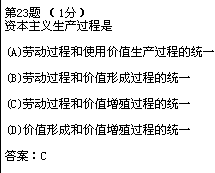 第23题 (1分)
资本主义生产过程是
(A)劳动过程和使用价值生产过程的统一
(B)劳动过程和价值形成过程的统一
(C)劳动过程和价值增殖过程的统一
(D)价值形成和价值增殖过程的统一
答案：C